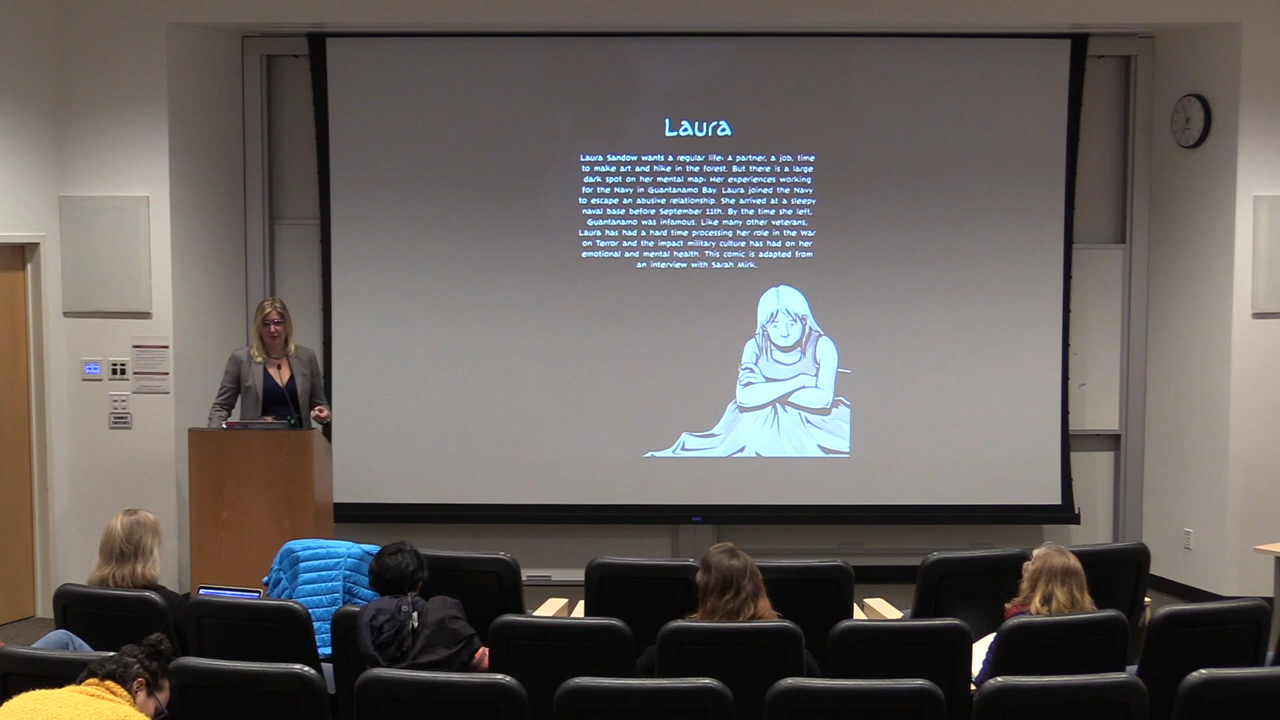 Laura
Laura Sandow wants a regular life: A partner, a job, time
to make art and hike in the forest. But there is a large
dark spot on her mental map: Her experiences working
for the Navy in Guantanamo Bay. Laura joined the Navy
to escape an abusive relationship. She arrived at a sleepy
naval base before September 11th. By the time she left,
Guantanamo was infamous. Like many other veterans,
Laura has had a hard time processing her role in the War
on Terror and the impact military culture has had on her
emotional and mental health. This comic is adapted from
an interview with Sarah Mirk.